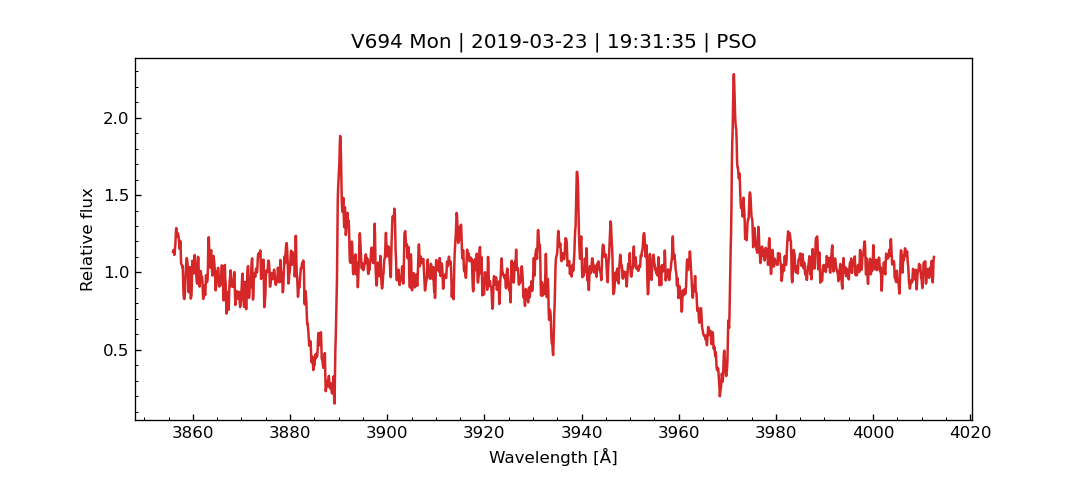 V694 Mon | 2019-03-23 | 19:31:35 | PSO
Relative flux
2.0
1.5
1.0
0.5
3860 3880 3900 3920 3940 3960 3980 4000 4020
Wavelength [Å]